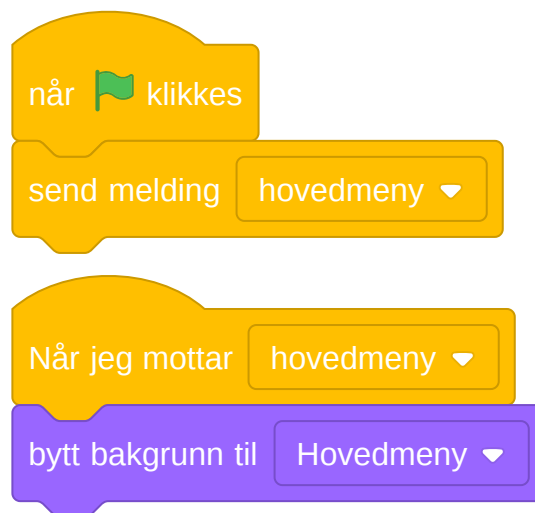 når klikkes
send melding hovedmeny
Når jeg mottar hovedmeny
bytt bakgrunn til Hovedmeny